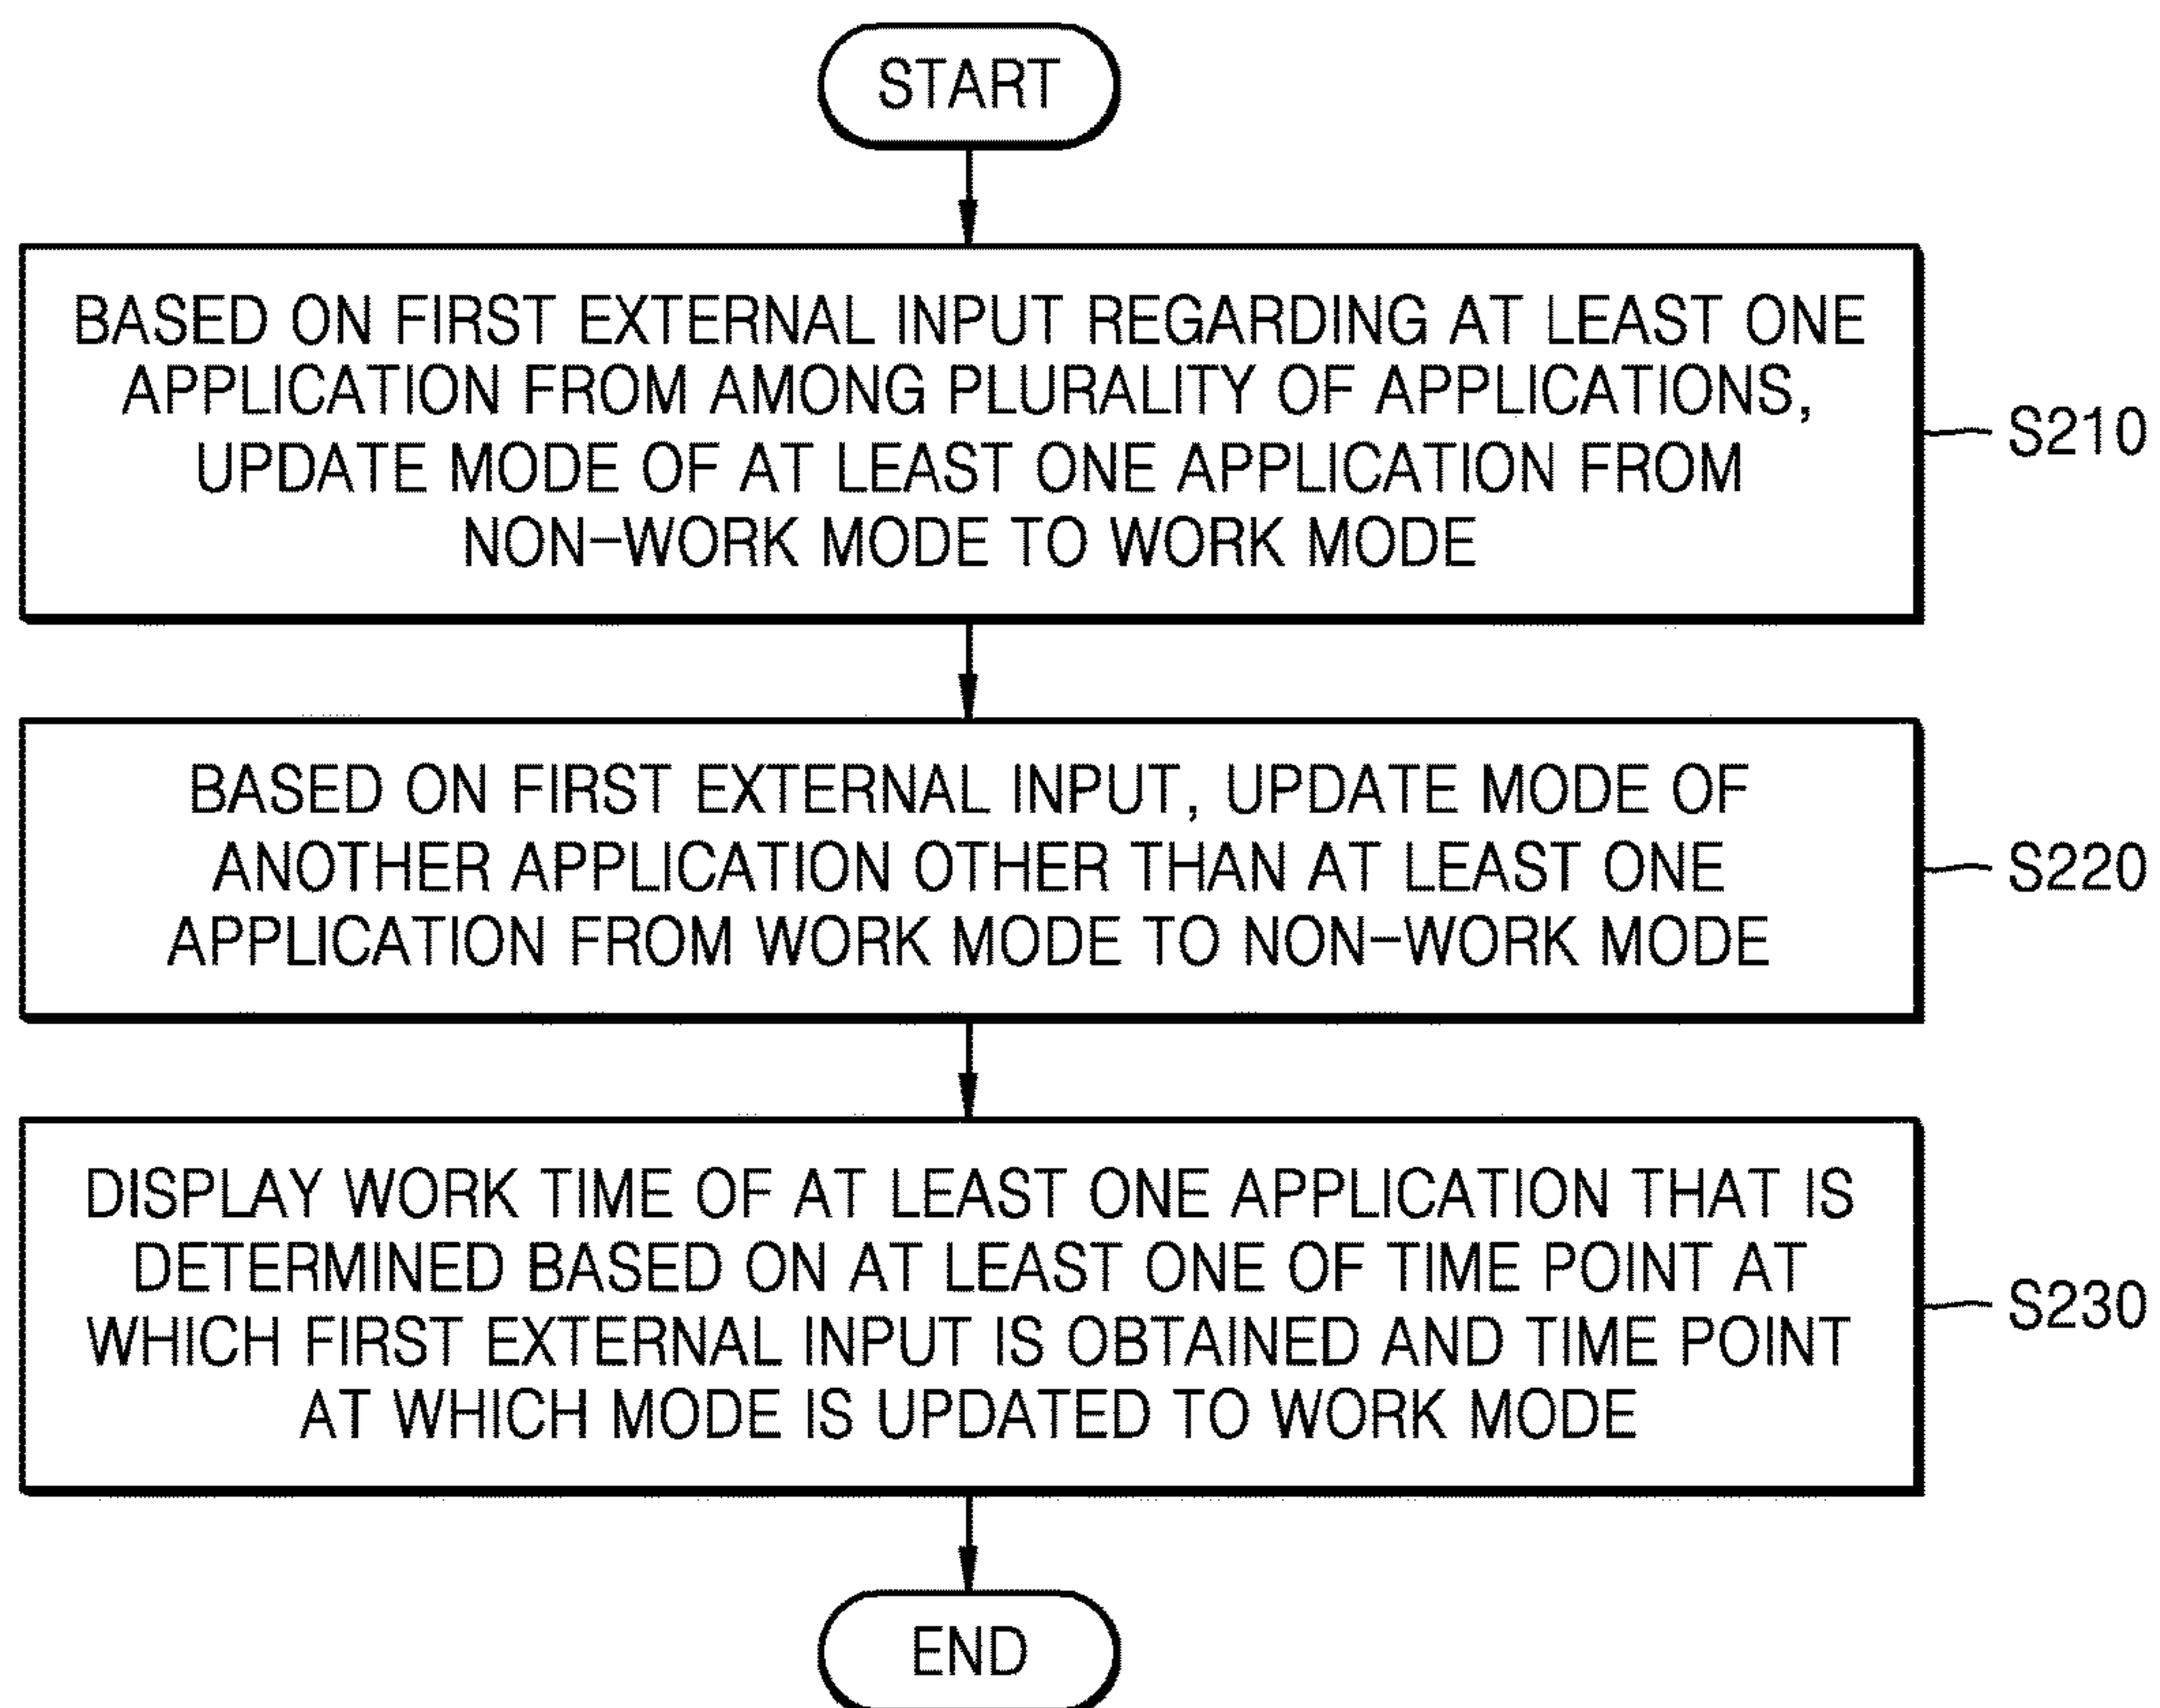 START
BASED ON FIRST EXTERNAL INPUT REGARDING AT LEAST ONE
APPLICATION FROM AMONG PLURALITY OF APPLICATIONS,
UPDATE MODE OF AT LEAST ONE APPLICATION FROM
NON-WORK MODE TO WORK MODE
S210
BASED ON FIRST EXTERNAL INPUT, UPDATE MODE OF
ANOTHER APPLICATION OTHER THAN AT LEAST ONE
APPLICATION FROM WORK MODE TO NON-WORK MODE
S220
DISPLAY WORK TIME OF AT LEAST ONE APPLICATION THAT IS
DETERMINED BASED ON AT LEAST ONE OF TIME POINT AT
WHICH FIRST EXTERNAL INPUT IS OBTAINED AND TIME POINT
AT WHICH MODE IS UPDATED TO WORK MODE
S230
END